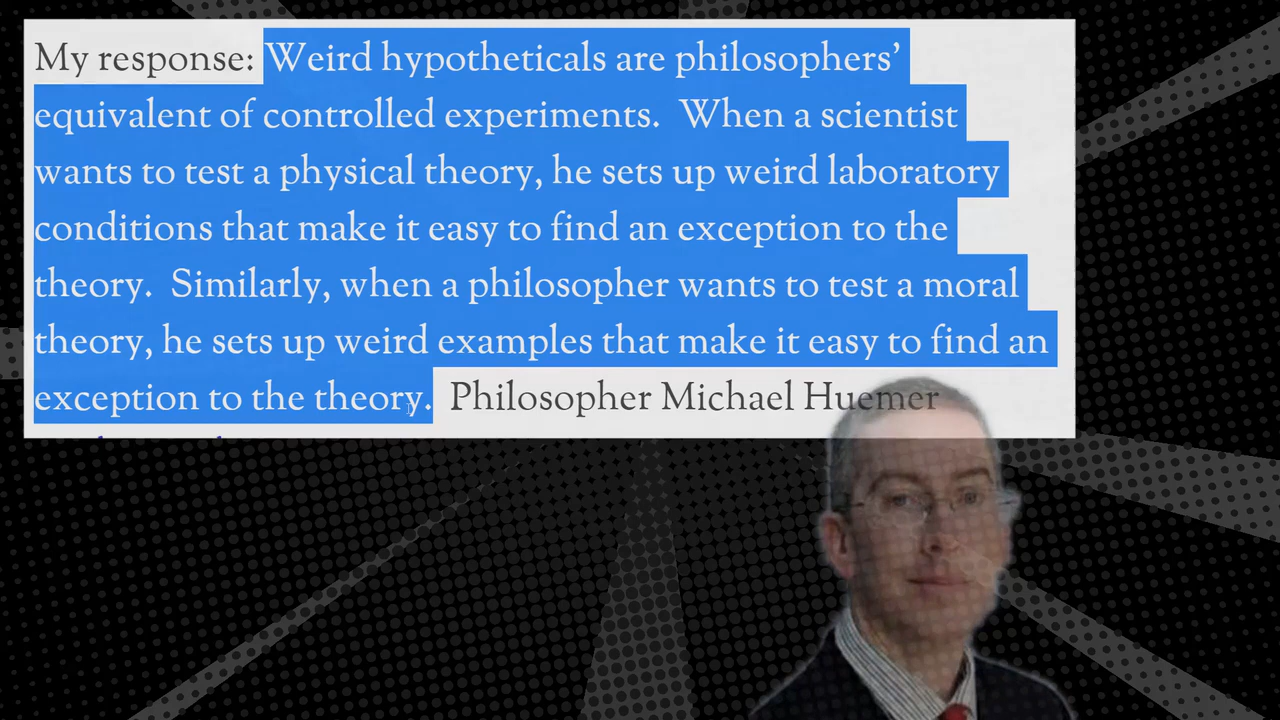 My response: Weird hypotheticals are philosophers’
equivalent of controlled experiments.  When a scientist
wants to test a physical theory, he sets up weird laboratory
conditions that make it easy to find an exception to the
theory.  Similarly, when a philosopher wants to test a moral
theory, he sets up weird examples that make it easy to find an
exception to the theory.  Philosopher Michael Huemer